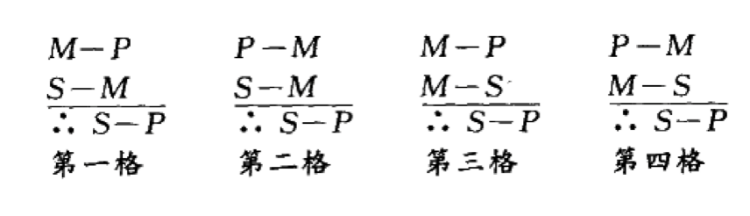 M－P P－M M－P P－M
S－M S－M M－S M－S
∴ S－P ∴ S－P ∴ S－P ∴ S－P
第一格 第二格 第三格 第四格